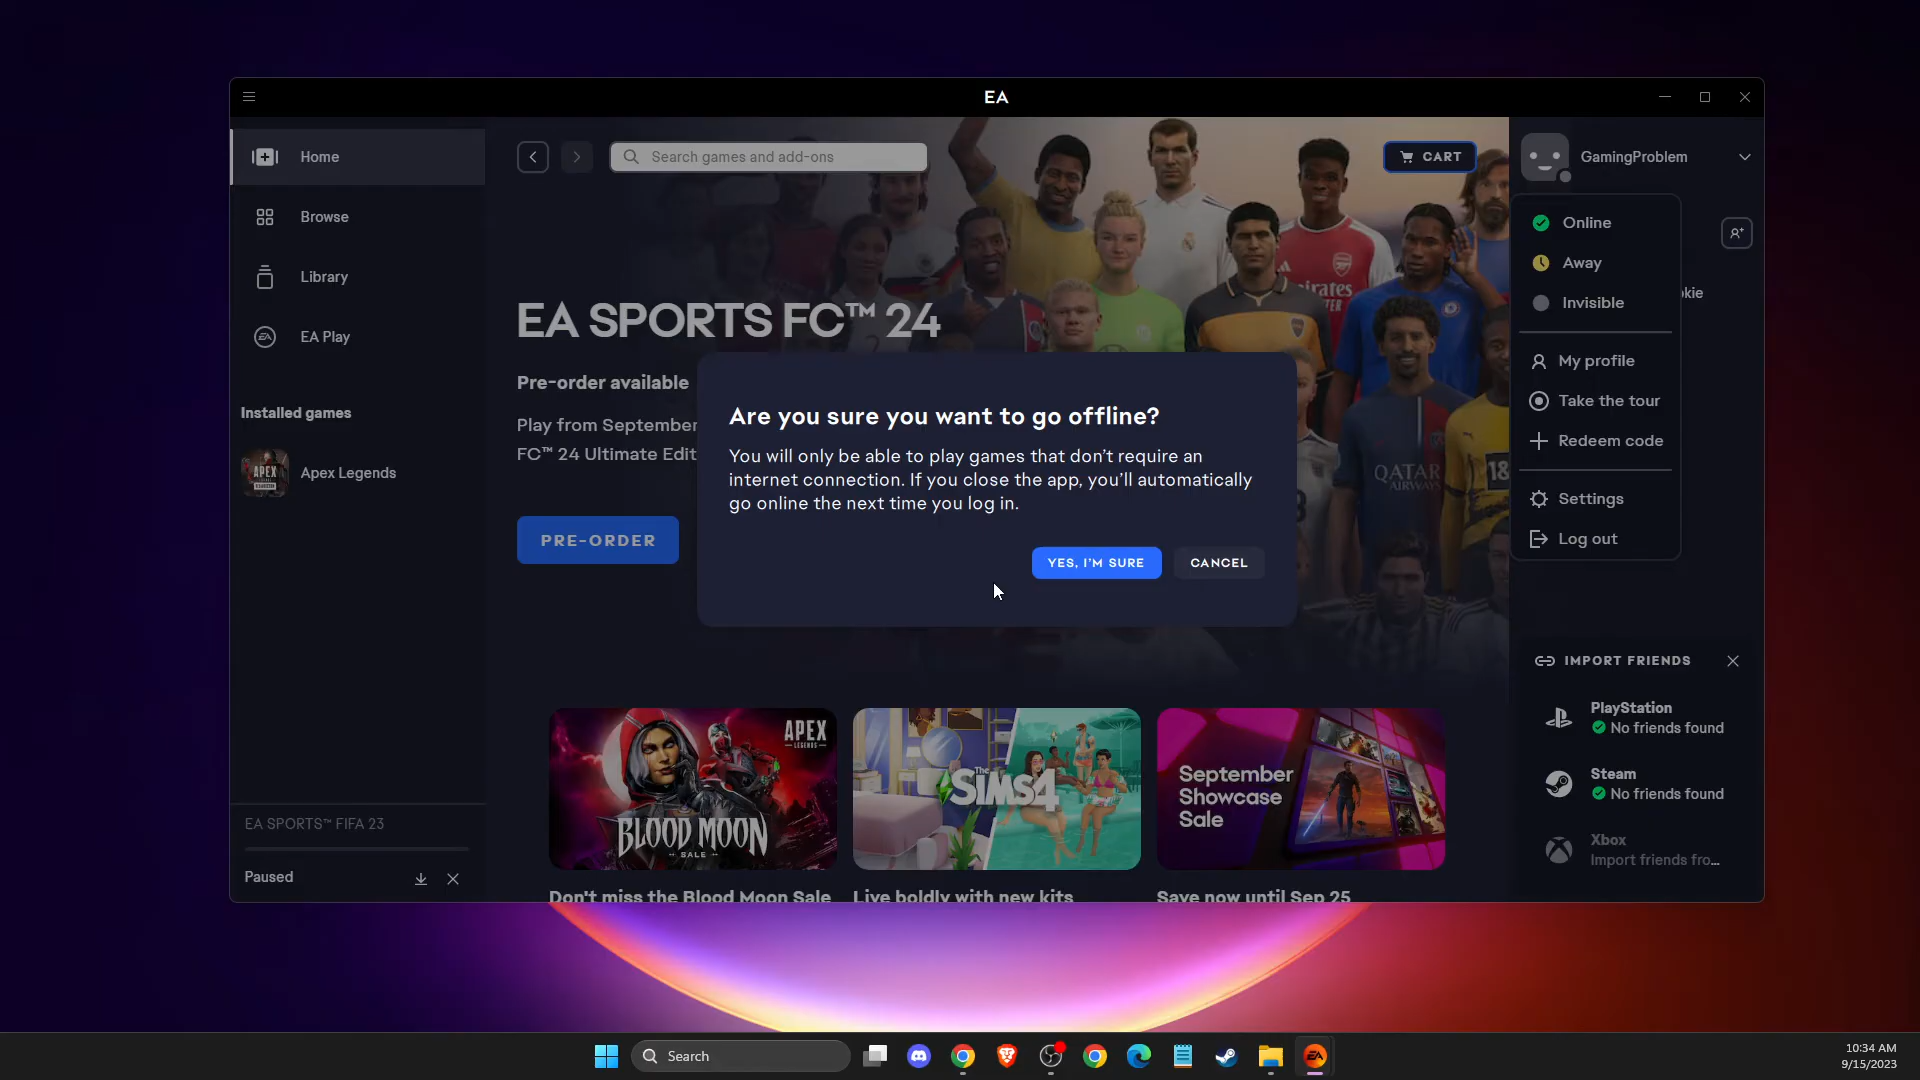 EA
Home
Browse
Library
EA Play
Installed games
Apex Legends
EA SPORTS™ FIFA 23
Paused
Search games and add-ons
CART
EA SPORTS FC™ 24
Pre-order available
Play from September
FC™ 24 Ultimate Edit
PRE-ORDER
Are you sure you want to go offline?
You will only be able to play games that don't require an
internet connection. If you close the app, you'll automatically
go online the next time you log in.
YES, I'M SURE
CANCEL
QATAR
AIRWAYS
APEX
LEGENDS
BLOOD MOON
SALE
Don't miss the Blood Moon Sale
The
SIMS4
Live boldly with new kits
September
Showcase
Sale
Save now until Sep 25
GamingProblem
Online
Away
Invisible
My profile
Take the tour
Redeem code
Settings
Log out
IMPORT FRIENDS
PlayStation
No friends found
Steam
No friends found
Xbox
Import friends fro...
Search
EA
10:34 AM
9/15/2023